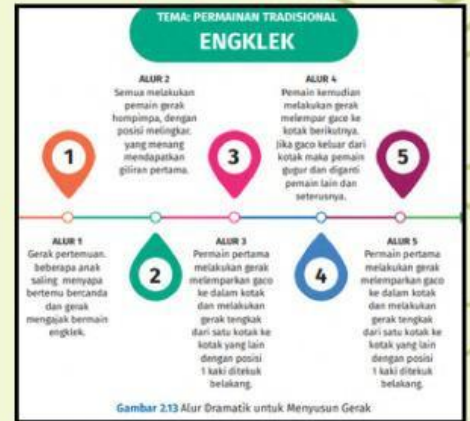 TEMA: PERMAINAN TRADISIONAL
ENGKLEK
ALUR 2
Semua melakukan
pemain gerak
hompimpa, dengan
posisi melingkar.
yang menang
mendapatkan
giliran pertama.
ALUR 4
Pemain kemudian
melakukan gerak
melempar gaco ke
kotak berikutnya.
Jika gaco keluar dari
kotak maka pemain
gugur dan diganti
pemain lain dan
seterusnya.
1
3
5
ALUR 1
Gerak pertemuan.
beberapa anak
saling menyapa
bertemu bercanda
dan gerak
mengajak bermain
engklek.
2
ALUR 3
Permain pertama
melakukan gerak
melemparkan gaco
ke dalam kotak
dan melakukan
gerak tengkak
dari satu kotak ke
kotak yang lain
dengan posisi
1 kaki ditekuk
belakang.
4
ALUR 5
Permain pertama
melakukan gerak
melemparkan gaco
ke dalam kotak
dan melakukan
gerak tengkak
dari satu kotak ke
kotak yang lain
dengan posisi
1 kaki ditekuk
belakang.
Gambar 2.13 Alur Dramatik untuk Menyusun Gerak